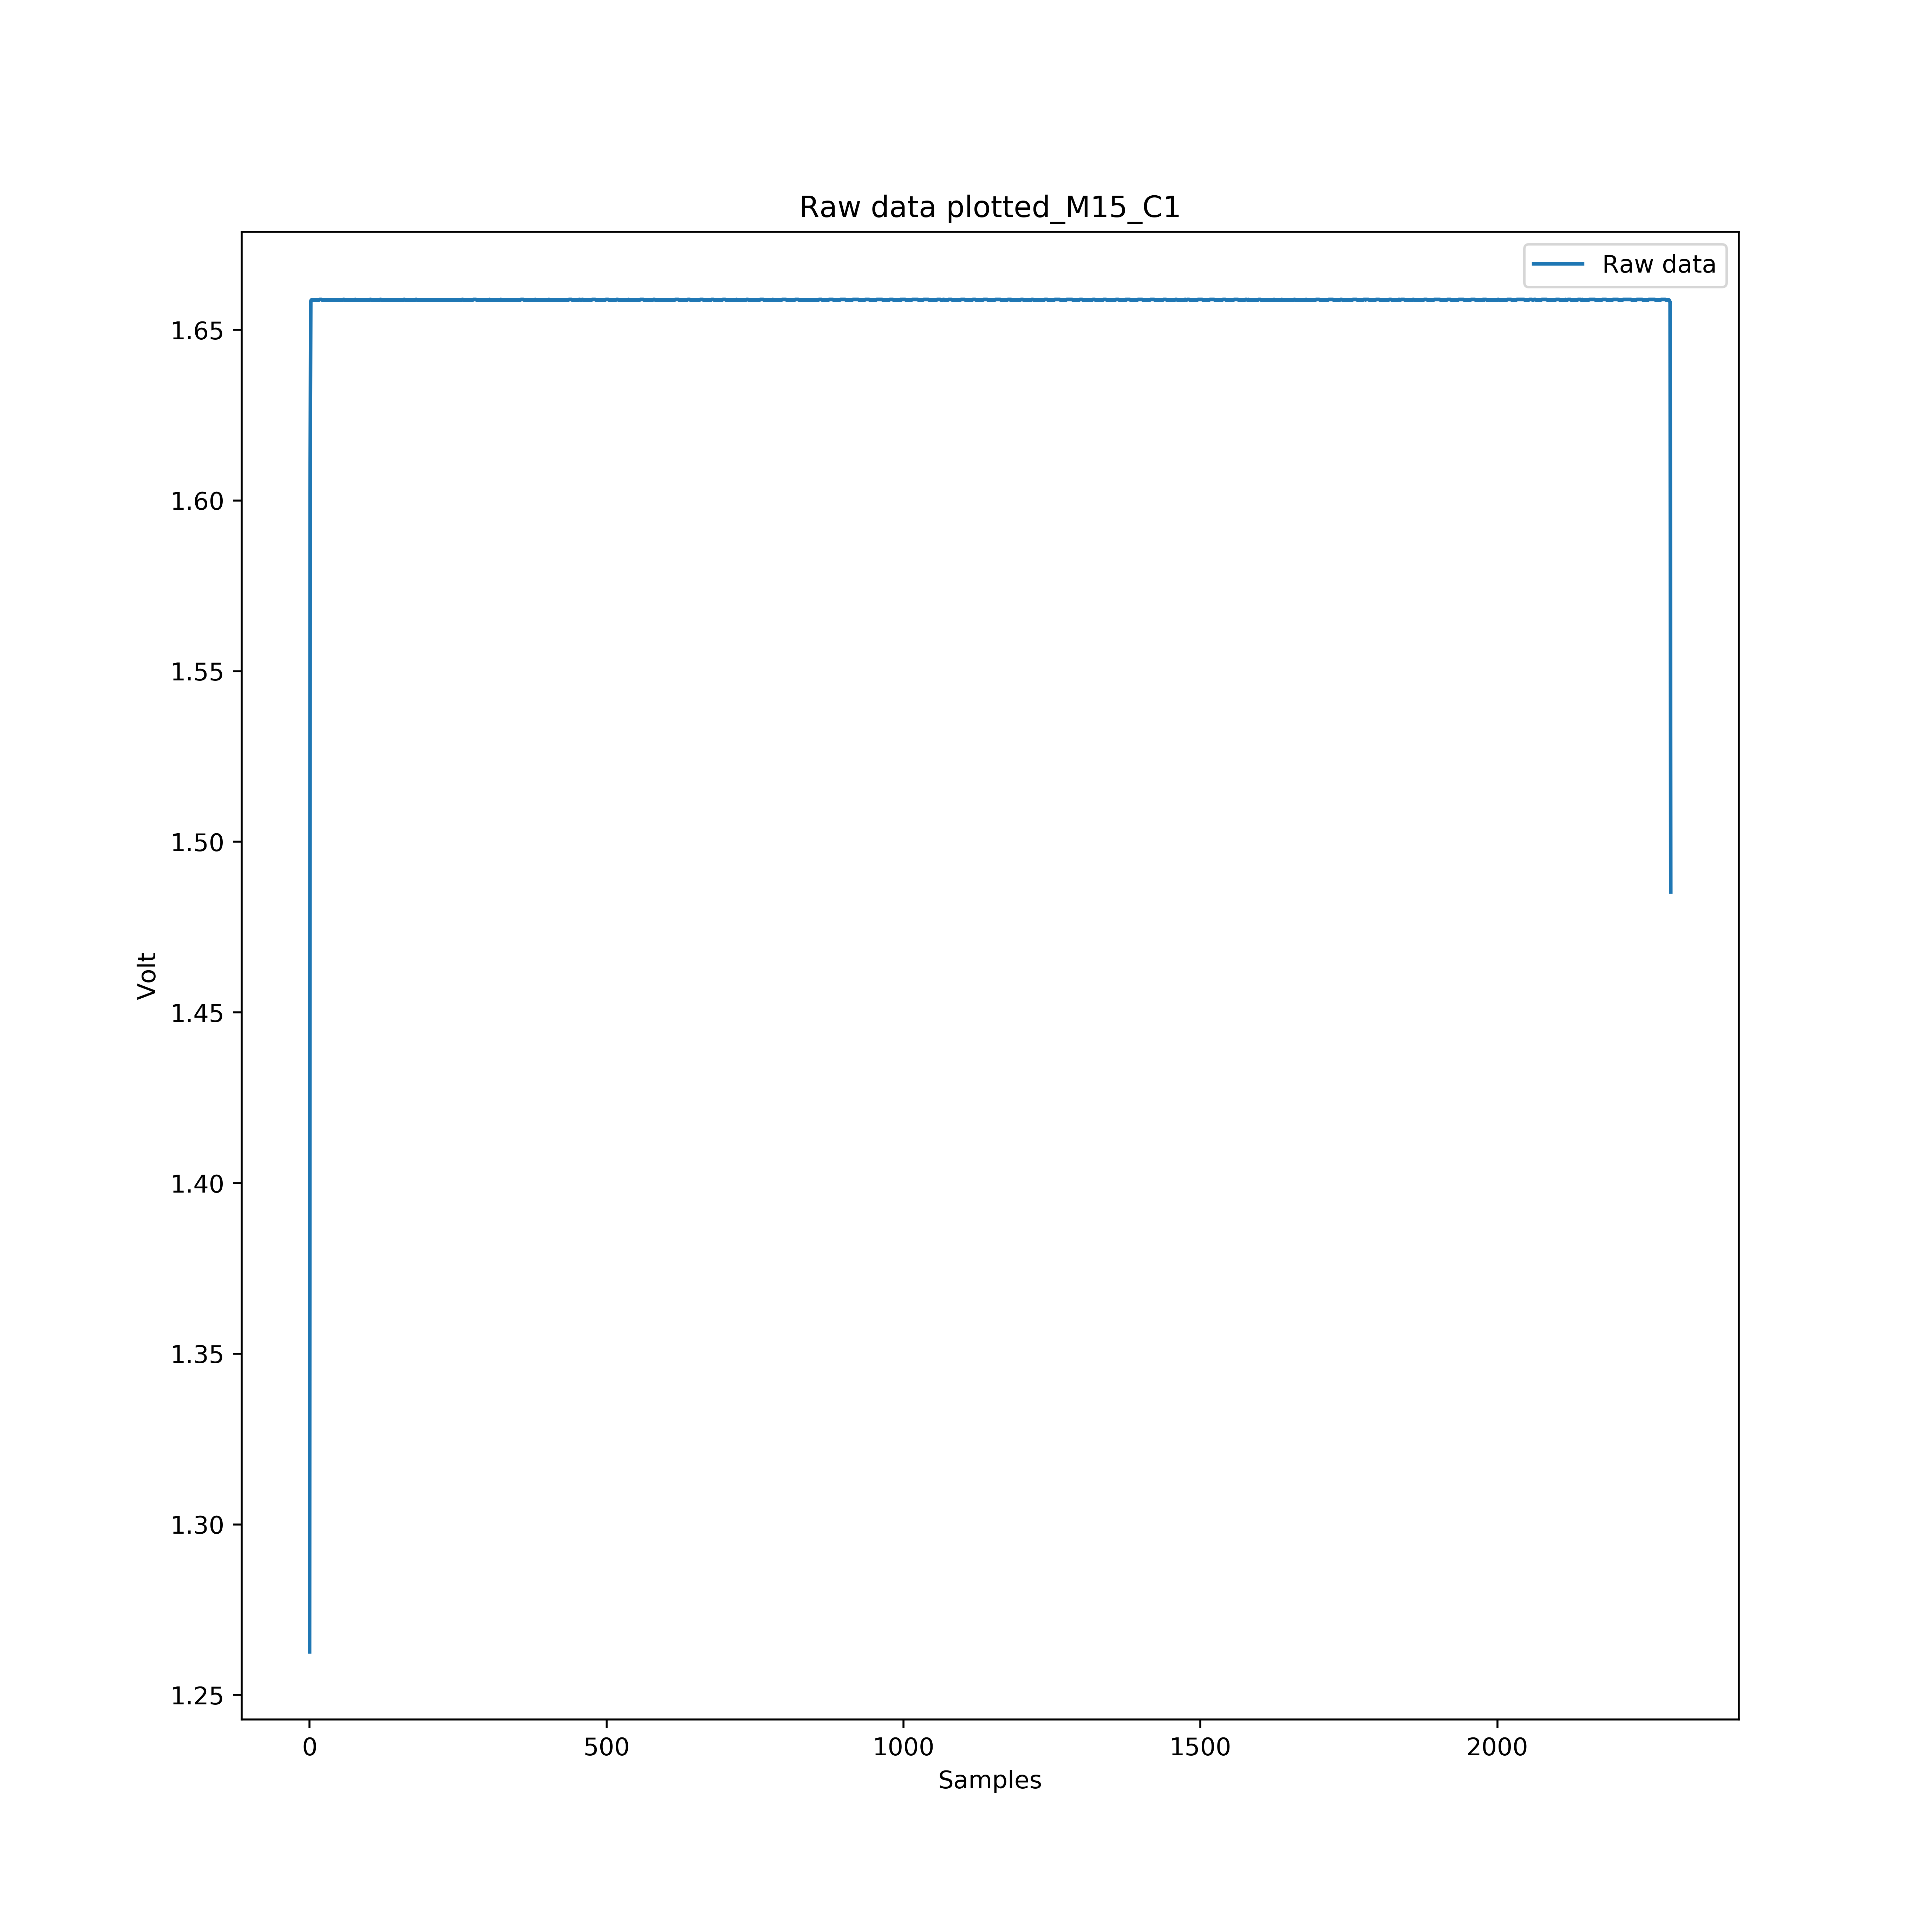 Raw data plotted_M15_C1
Raw data
1.65
1.60
1.55
1.50
1.45
1.40
1.35
1.30
1.25
Volt
0 500 1000 1500 2000
Samples